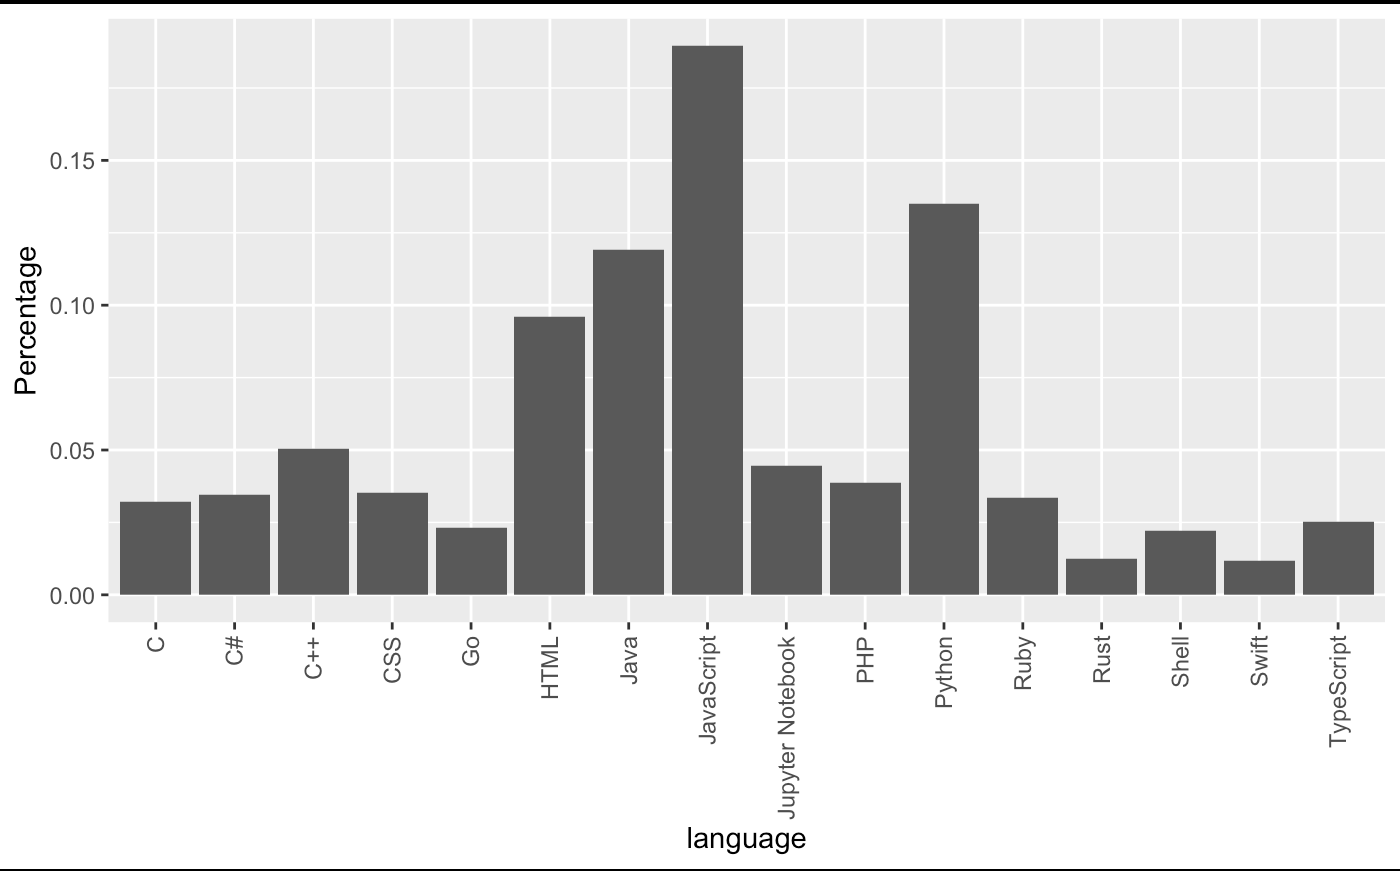 Percentage
0.15
0.10
0.05
0.00
C
C#
C++
CSS
Go
HTML
Java
JavaScript
Jupyter Notebook
PHP
Python
Ruby
Rust
Shell
Swift
TypeScript
language